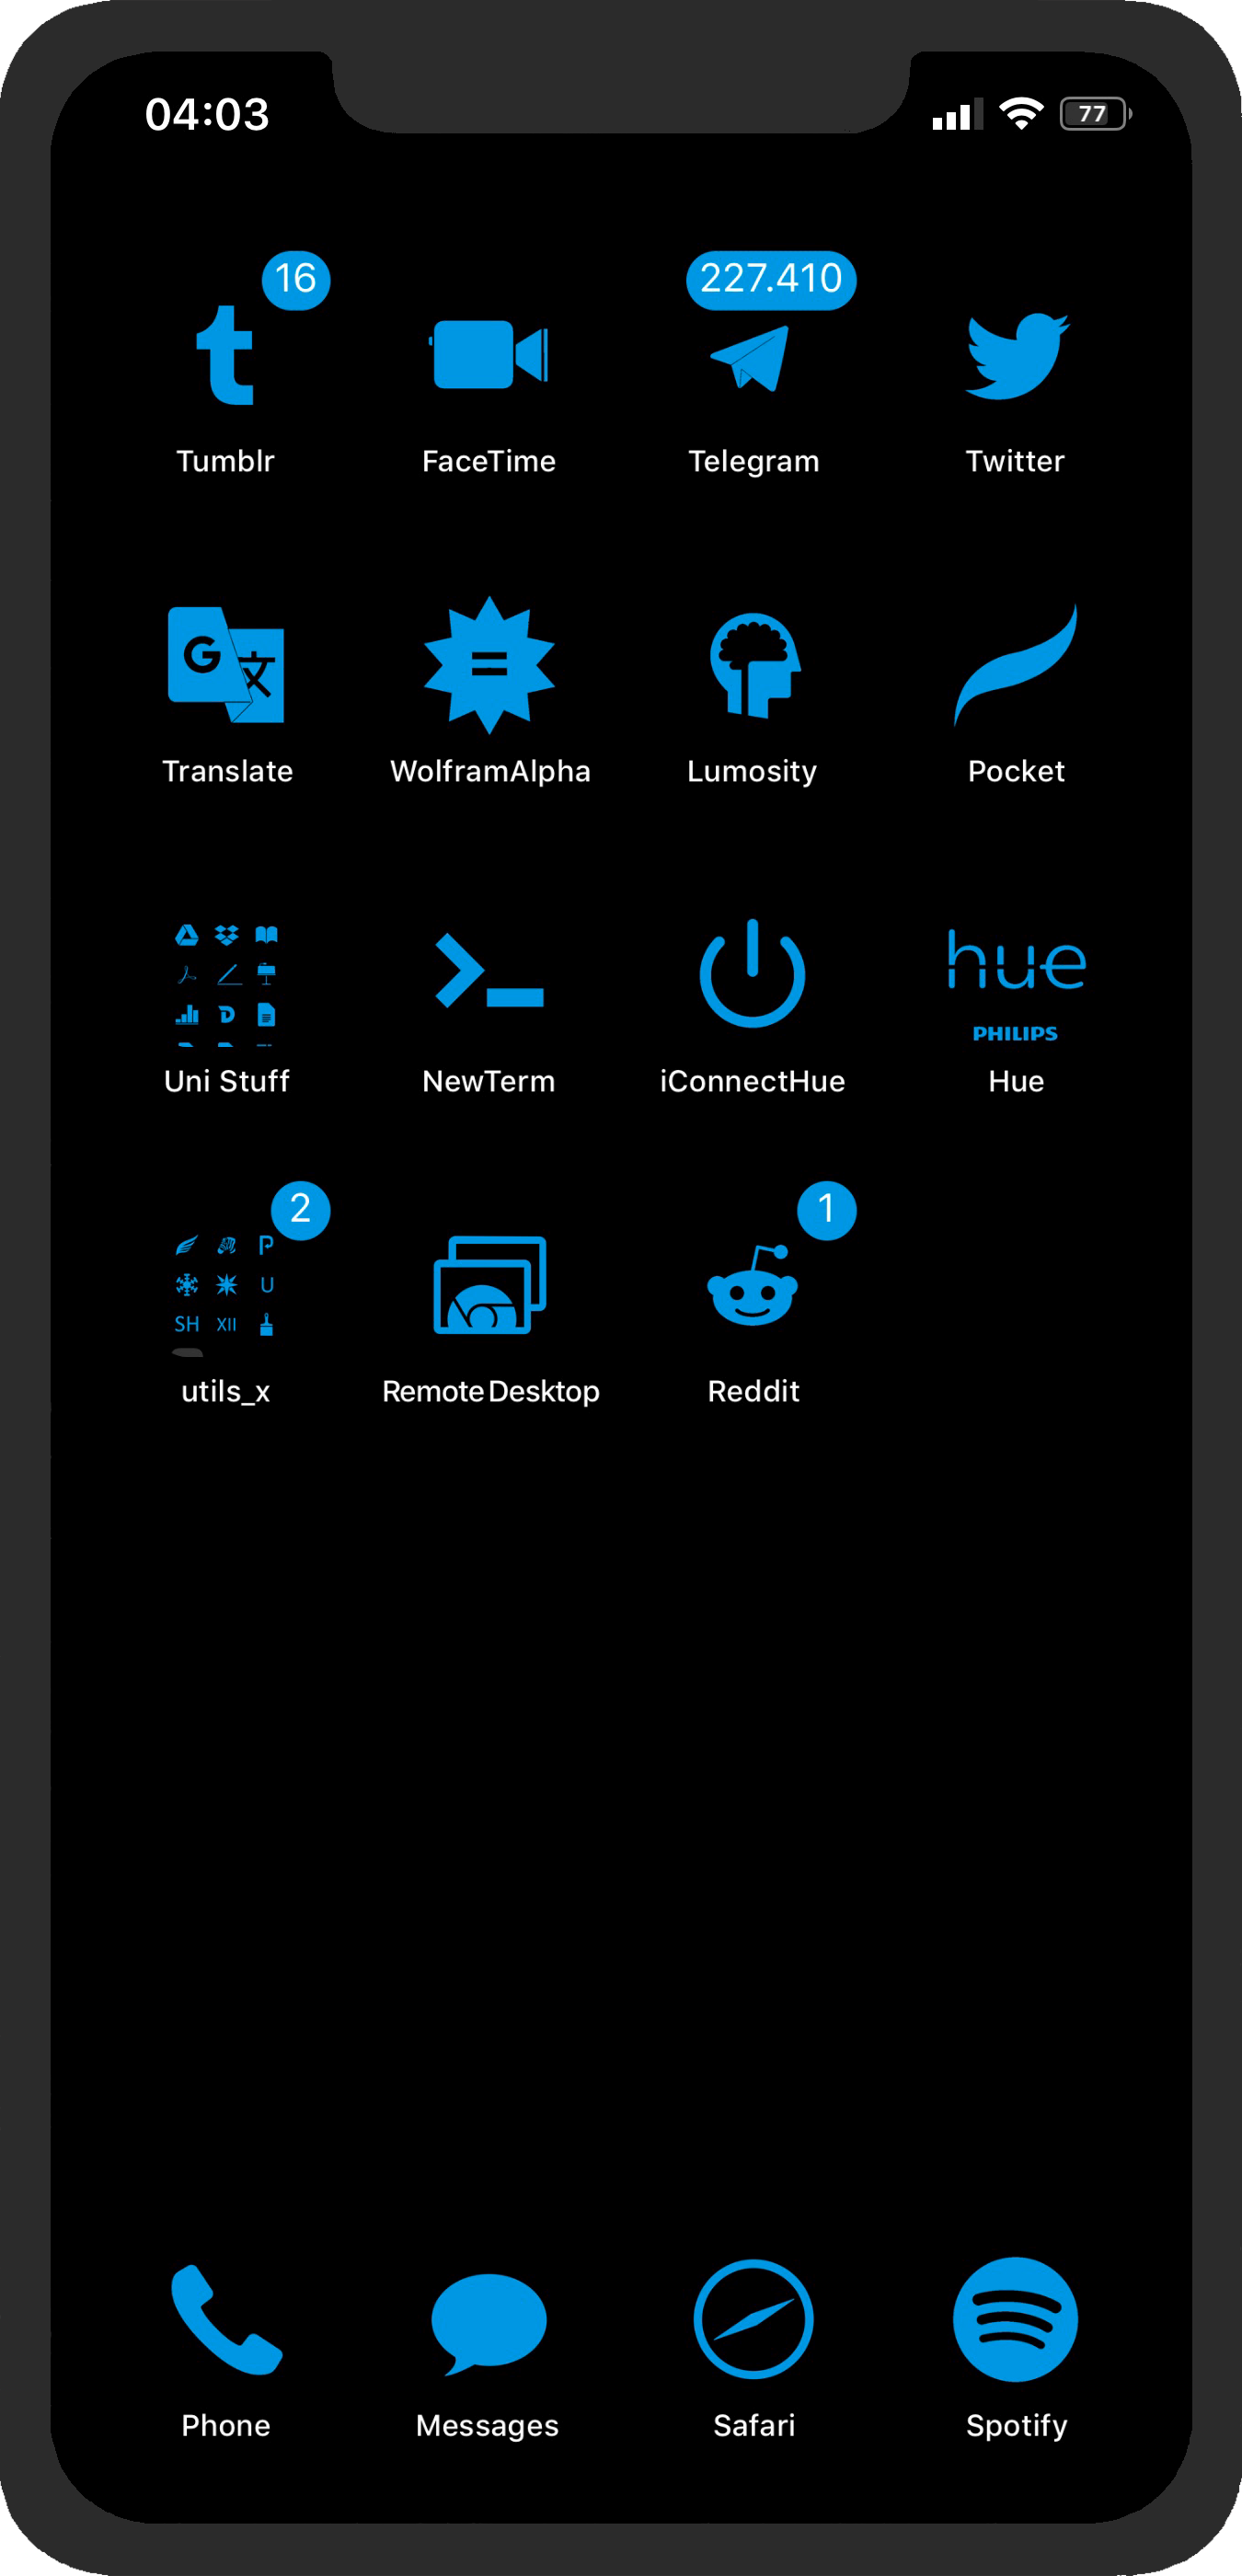 04:03 77
16 227.410
Tumblr FaceTime Telegram Twitter
G 文
Translate WolframAlpha Lumosity Pocket
hue
PHILIPS
Uni Stuff NewTerm iConnectHue Hue
2 1
P
U
SH XII
utils_x Remote Desktop Reddit
Phone Messages Safari Spotify